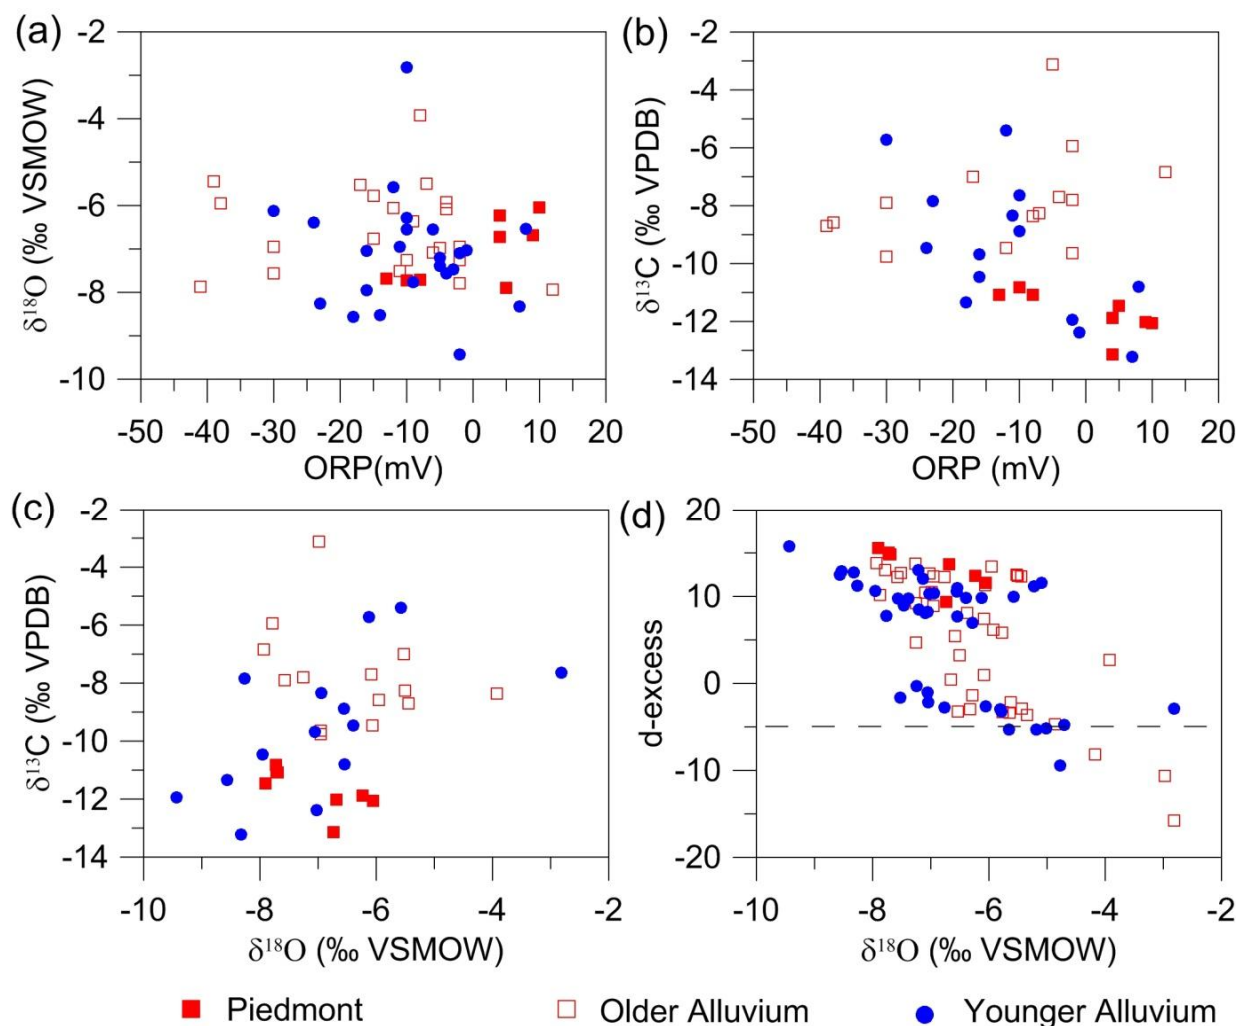 (a)
-2
-4
-6
-8
-10
δ18O (‰ VSMOW)
-50 -40 -30 -20 -10 0 10 20
ORP(mV)
(b)
-2
-4
-6
-8
-10
-12
-14
δ13C (‰ VPDB)
-50 -40 -30 -20 -10 0 10 20
ORP (mV)
(c)
-2
-4
-6
-8
-10
-12
-14
δ13C (‰ VPDB)
-10 -8 -6 -4 -2
δ18O (‰ VSMOW)
(d)
20
10
0
-10
-20
d-excess
-10 -8 -6 -4 -2
δ18O (‰ VSMOW)
Piedmont Older Alluvium Younger Alluvium